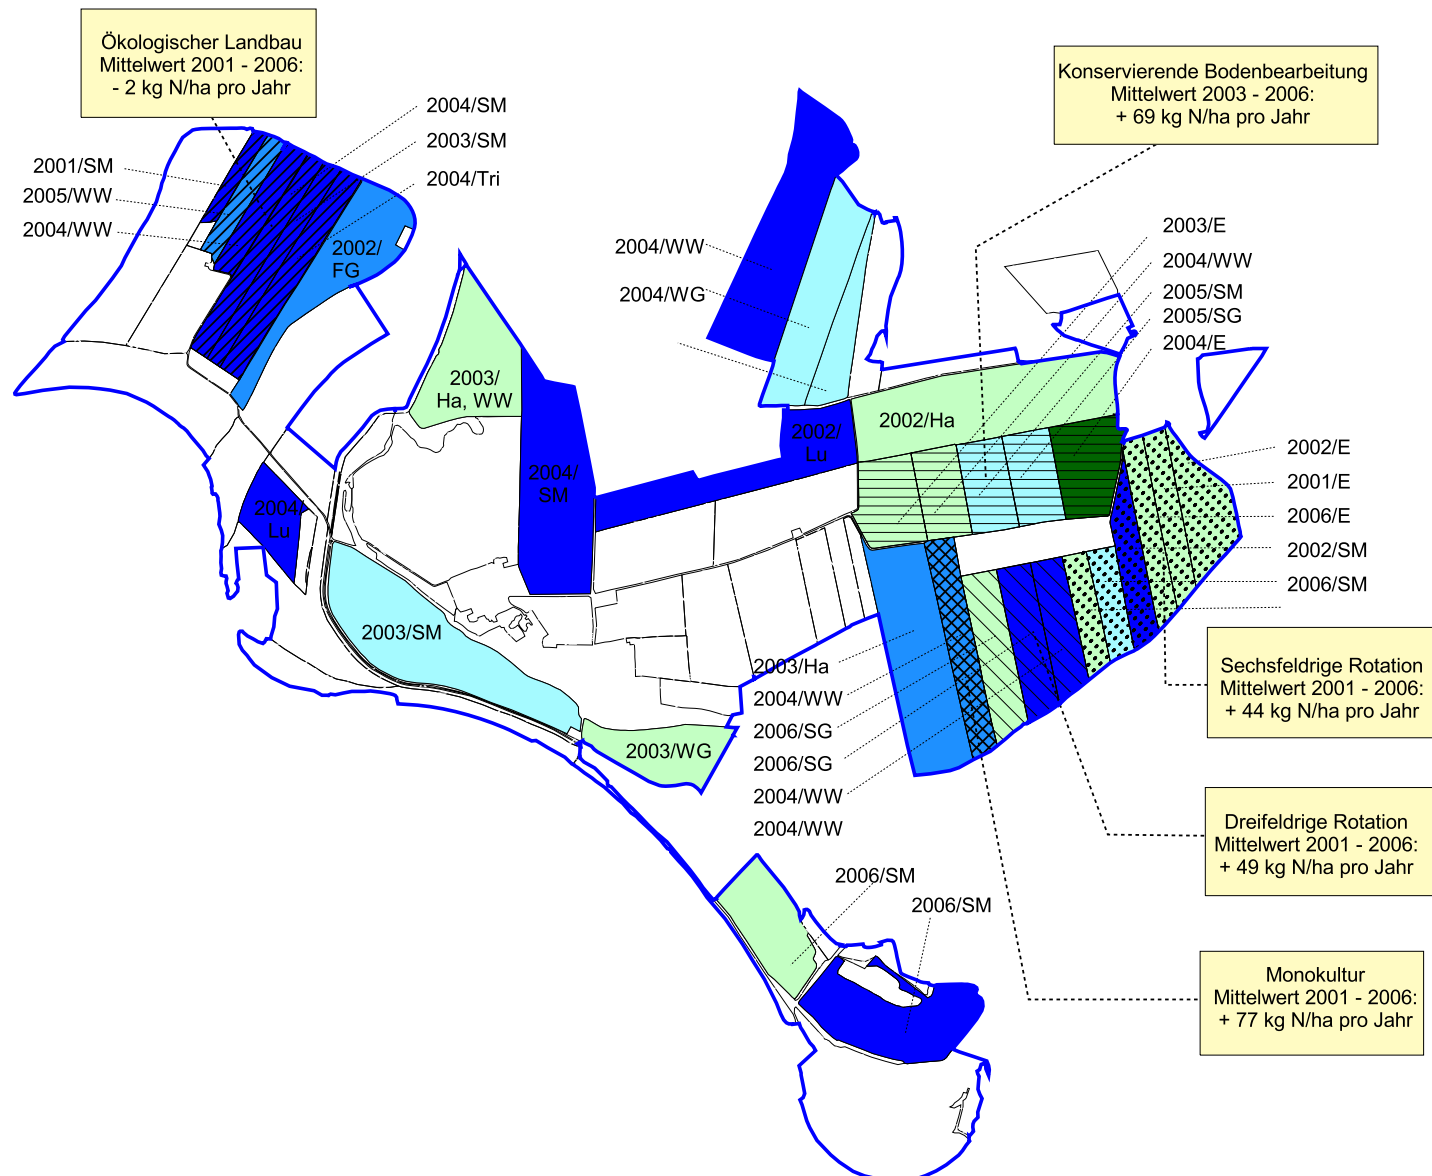 Ökologischer Landbau
Mittelwert 2001 - 2006:
- 2 kg N/ha pro Jahr
Konservierende Bodenbearbeitung
Mittelwert 2003 - 2006:
+ 69 kg N/ha pro Jahr
2004/SM
2003/SM
2004/Tri
2001/SM
2005/WW
2004/WW
2002/
FG
2004/WW
2004/WG
2003/E
2004/WW
2005/SM
2005/SG
2004/E
2003/
Ha, WW
2002/Ha
2002/
Lu
2004/
SM
2004/
Lu
2002/E
2001/E
2006/E
2002/SM
2006/SM
2003/SM
2003/WG
2003/Ha
2004/WW
2006/SG
2006/SG
2004/WW
2004/WW
Sechsfeldrige Rotation
Mittelwert 2001 - 2006:
+ 44 kg N/ha pro Jahr
Dreifeldrige Rotation
Mittelwert 2001 - 2006:
+ 49 kg N/ha pro Jahr
2006/SM
2006/SM
Monokultur
Mittelwert 2001 - 2006:
+ 77 kg N/ha pro Jahr